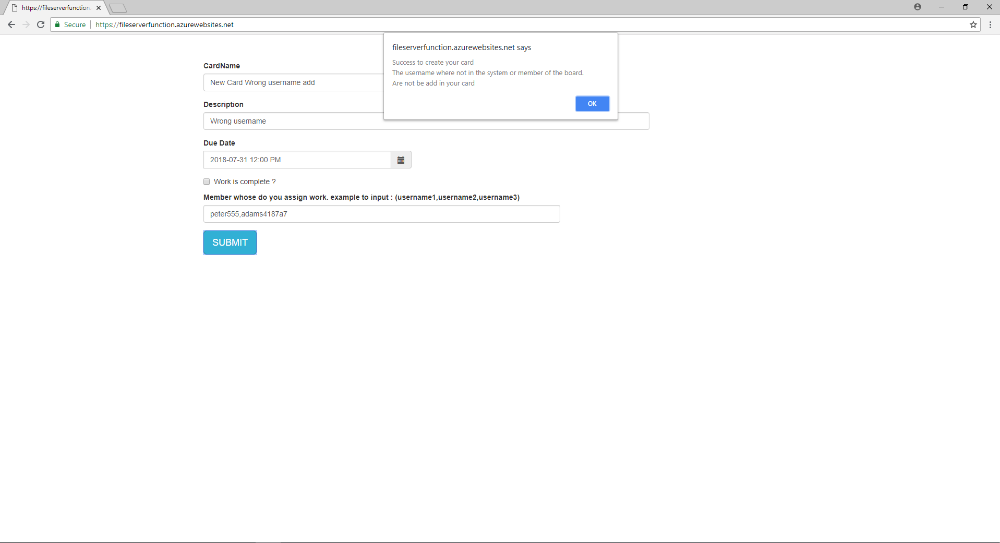 https://fileserverfunction
Secure
https://fileserverfunction.azurewebsites.net
fileserverfunction.azurewebsites.net says
Success to create your card
The username where not in the system or member of the board.
Are not be add in your card
OK
CardName
New Card Wrong username add
Description
Wrong username
Due Date
2018-07-31 12:00 PM
Work is complete ?
Member whose do you assign work. example to input : (username1,username2,username3)
peter555,adams4187a7
SUBMIT